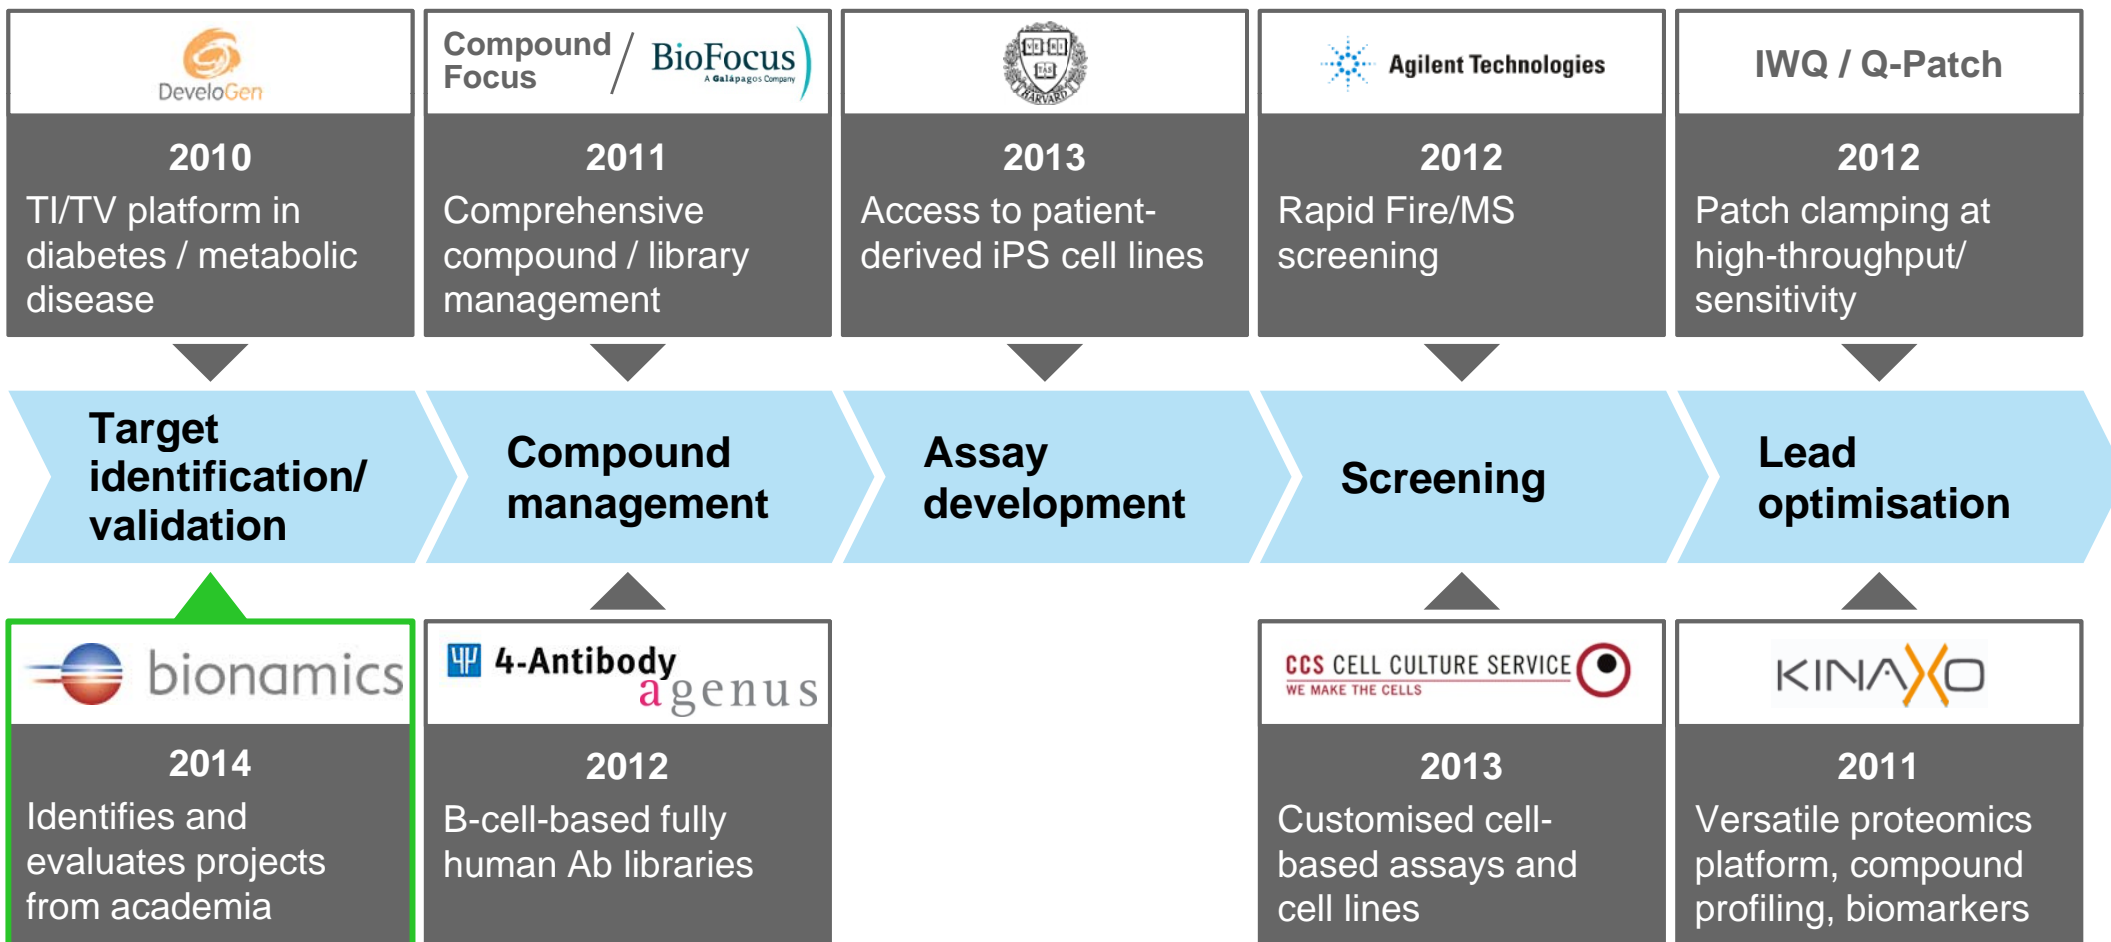 DeveloGen
2010
TI/TV platform in
diabetes / metabolic
disease
Compound
Focus /
BioFocus
A Galápagos Company
2011
Comprehensive
compound / library
management
VE RI
TAS
HARVARD
2013
Access to patient-
derived iPS cell lines
Agilent Technologies
2012
Rapid Fire/MS
screening
IWQ / Q-Patch
2012
Patch clamping at
high-throughput/
sensitivity
Target
identification/
validation
Compound
management
Assay
development
Screening
Lead
optimisation
bionamics
2014
Identifies and
evaluates projects
from academia
4-Antibody
agenus
2012
B-cell-based fully
human Ab libraries
CCS CELL CULTURE SERVICE
WE MAKE THE CELLS
2013
Customised cell-
based assays and
cell lines
KINAXO
2011
Versatile proteomics
platform, compound
profiling, biomarkers